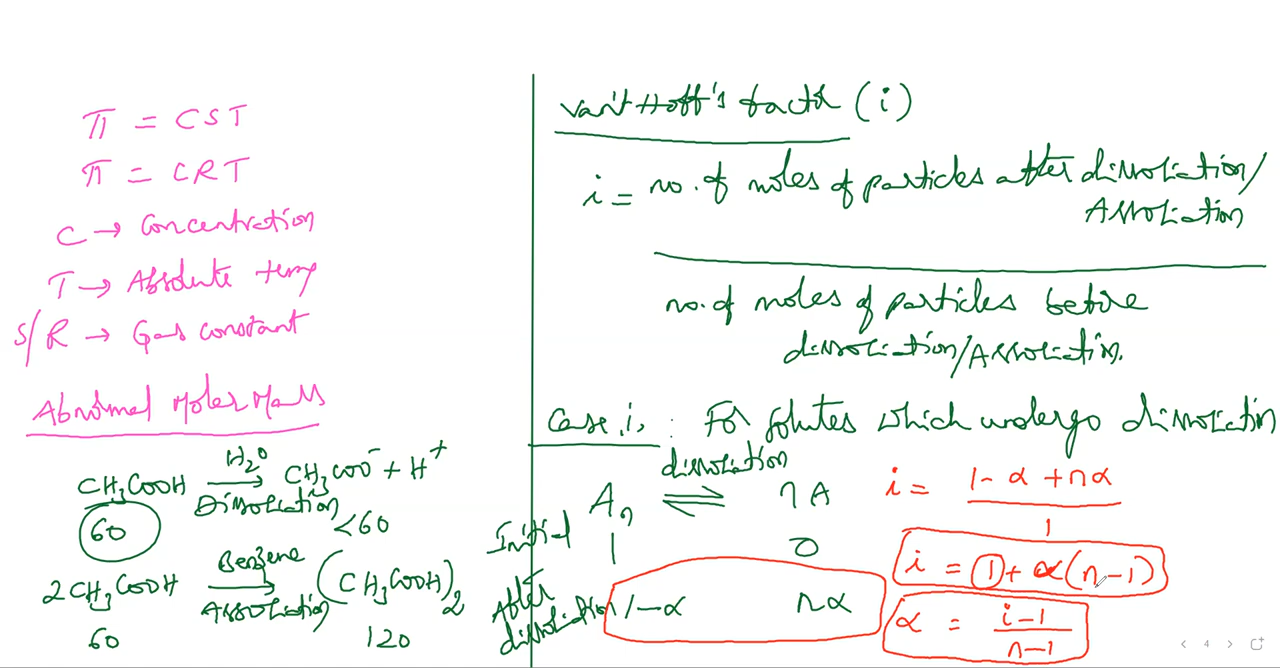 π = CST
π = CRT
C → Concentration
T → Absolute temp
S/R → Gas constant
Abnormal Molar Mass
CH₃COOH —H₂O→ CH₃COO⁻ + H⁺
Dissociation
60 <60
2CH₃COOH —Benzene→ (CH₃COOH)₂
Association
60 120
Van't Hoff's factor (i)
i = no. of moles of particles after dissociation/
Association
no. of moles of particles before
dissociation/Association.
Case i, : For solutes which undergo dissociation
dissociation
Aₙ ⇌ nA
Initial 1 0
After
dissociation 1-α nα
i = 1-α+nα
1
i = 1+α(n-1)
α = i-1
n-1
4